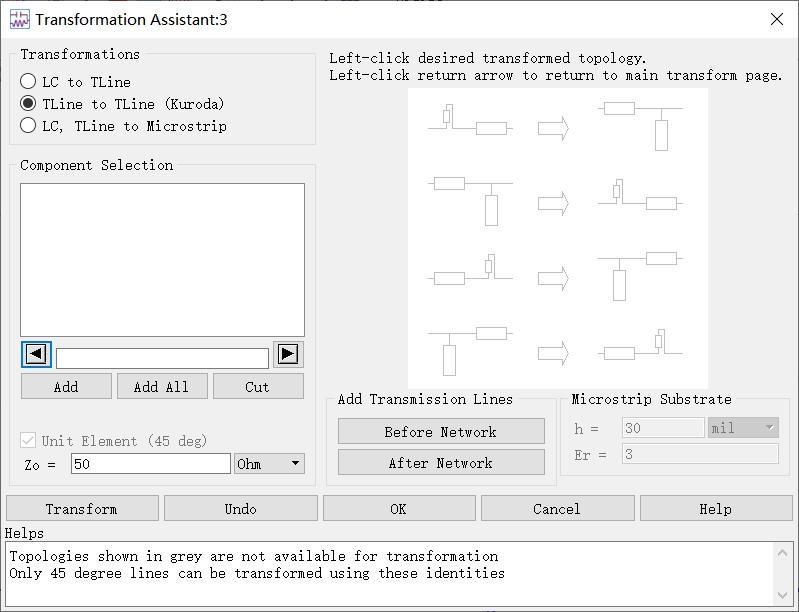 Transformation Assistant:3
Transformations
LC to TLine
TLine to TLine (Kuroda)
LC, TLine to Microstrip
Left-click desired transformed topology.
Left-click return arrow to return to main transform page.
Component Selection
Add
Add All
Cut
Unit Element (45 deg)
Zo =
50
Ohm
Add Transmission Lines
Before Network
After Network
Microstrip Substrate
h =
30
mil
Er =
3
Transform
Undo
OK
Cancel
Help
Helps
Topologies shown in grey are not available for transformation
Only 45 degree lines can be transformed using these identities